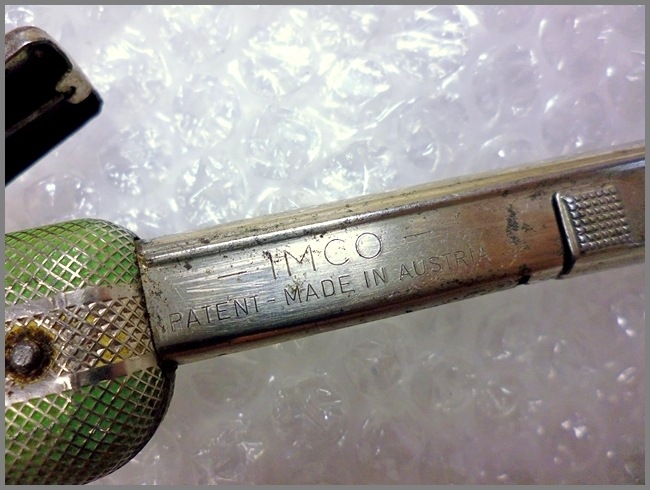 — IMCO —
PATENT - MADE IN AUSTRIA